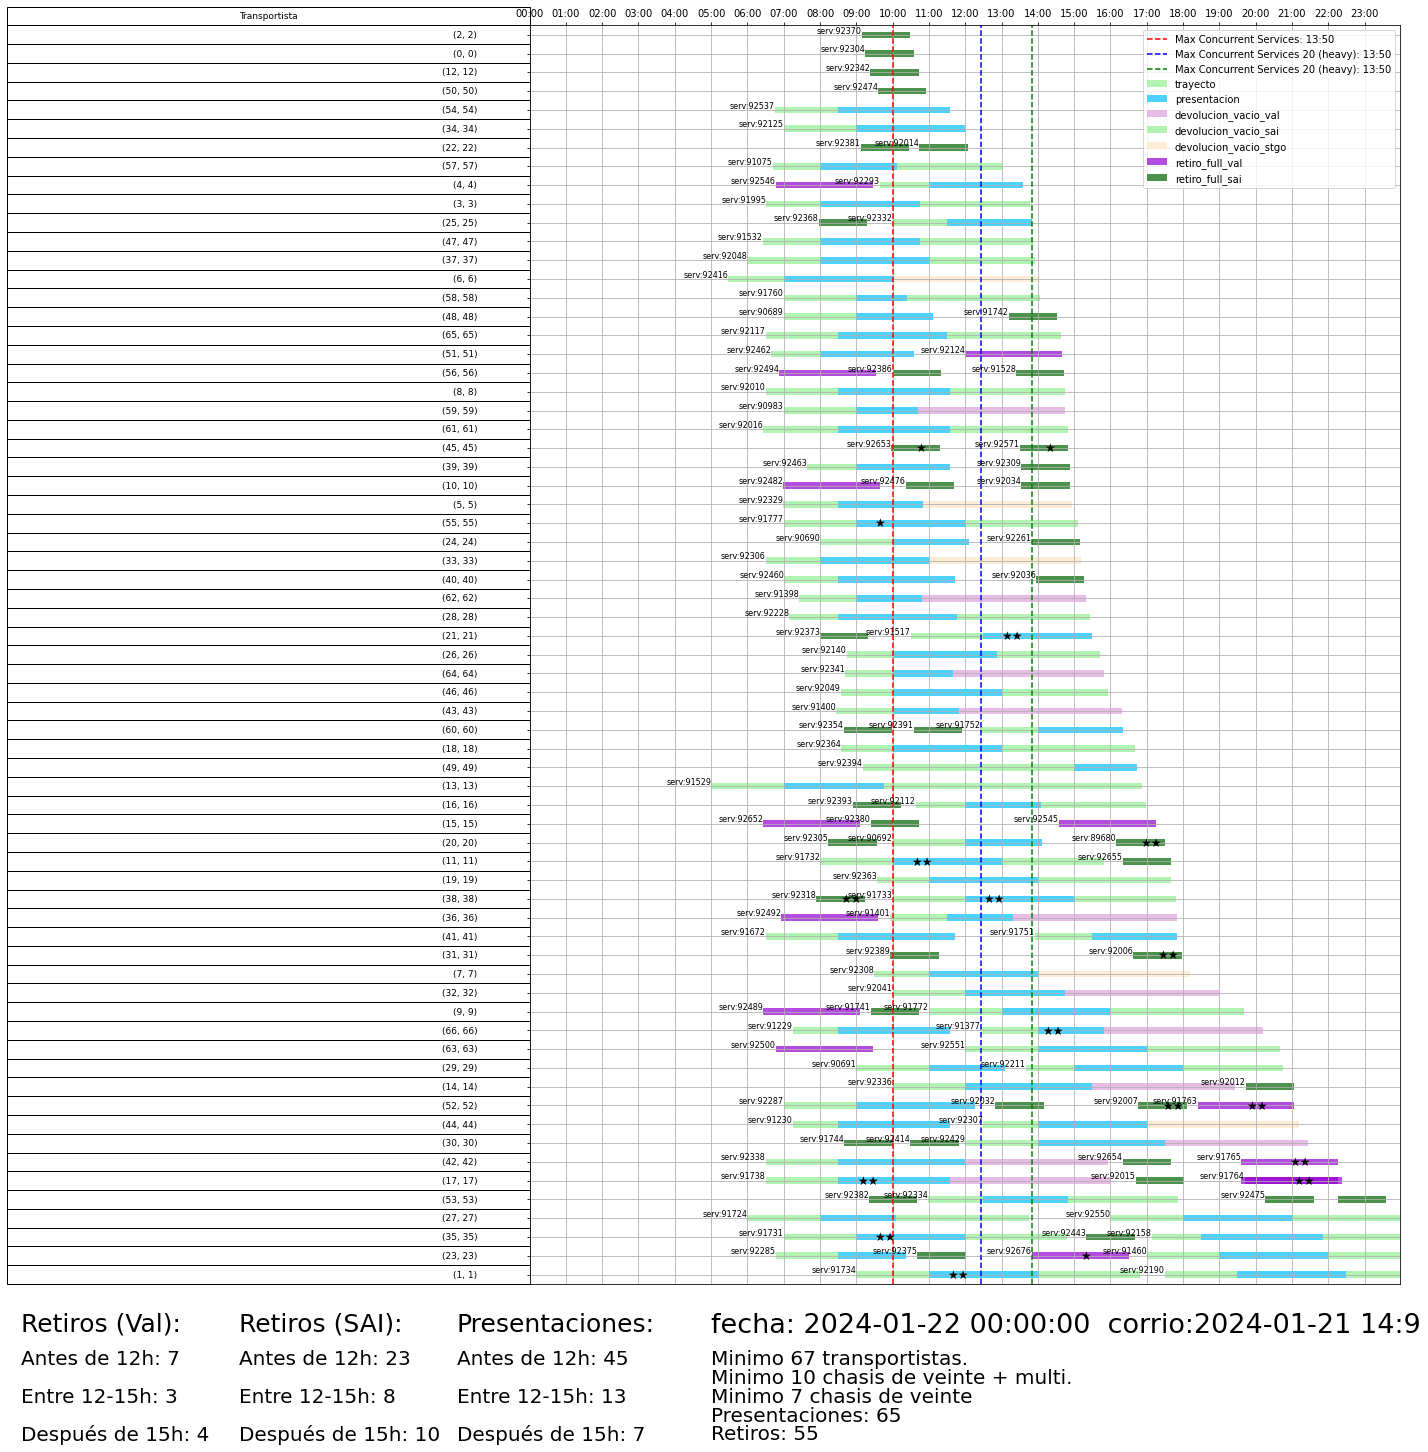 Transportista
00:00 01:00 02:00 03:00 04:00 05:00 06:00 07:00 08:00 09:00 10:00 11:00 12:00 13:00 14:00 15:00 16:00 17:00 18:00 19:00 20:00 21:00 22:00 23:00
Max Concurrent Services: 13:50
Max Concurrent Services 20 (heavy): 13:50
Max Concurrent Services 20 (heavy): 13:50
trayecto
presentacion
devolucion_vacio_val
devolucion_vacio_sai
devolucion_vacio_stgo
retiro_full_val
retiro_full_sai
(2, 2) serv:92370
(0, 0) serv:92304
(12, 12) serv:92342
(50, 50) serv:92474
(54, 54) serv:92537
(34, 34) serv:92125
(22, 22) serv:92381 serv:92014
(57, 57) serv:91075
(4, 4) serv:92546 serv:92293
(3, 3) serv:91995
(25, 25) serv:92368 serv:92332
(47, 47) serv:91532
(37, 37) serv:92048
(6, 6) serv:92416
(58, 58) serv:91760
(48, 48) serv:90689 serv:91742
(65, 65) serv:92117
(51, 51) serv:92462 serv:92124
(56, 56) serv:92494 serv:92386 serv:91528
(8, 8) serv:92010
(59, 59) serv:90983
(61, 61) serv:92016
(45, 45) serv:92653 serv:92571
(39, 39) serv:92463 serv:92309
(10, 10) serv:92482 serv:92476 serv:92034
(5, 5) serv:92329
(55, 55) serv:91777
(24, 24) serv:90690 serv:92261
(33, 33) serv:92306
(40, 40) serv:92460 serv:92036
(62, 62) serv:91398
(28, 28) serv:92228
(21, 21) serv:92373 serv:91517
(26, 26) serv:92140
(64, 64) serv:92341
(46, 46) serv:92049
(43, 43) serv:91400
(60, 60) serv:92354 serv:92391 serv:91752
(18, 18) serv:92364
(49, 49) serv:92394
(13, 13) serv:91529
(16, 16) serv:92393 serv:92112
(15, 15) serv:92652 serv:92380 serv:92545
(20, 20) serv:92305 serv:90692 serv:89680
(11, 11) serv:91732 serv:92655
(19, 19) serv:92363
(38, 38) serv:92318 serv:91733
(36, 36) serv:92492 serv:91401
(41, 41) serv:91672 serv:91751
(31, 31) serv:92389 serv:92006
(7, 7) serv:92308
(32, 32) serv:92041
(9, 9) serv:92489 serv:91741 serv:91772
(66, 66) serv:91229 serv:91377
(63, 63) serv:92500 serv:92551
(29, 29) serv:90691 serv:92211
(14, 14) serv:92336 serv:92012
(52, 52) serv:92287 serv:92032 serv:92007 serv:91763
(44, 44) serv:91230 serv:92307
(30, 30) serv:91744 serv:92414 serv:92429
(42, 42) serv:92338 serv:92654 serv:91765
(17, 17) serv:91738 serv:92015 serv:91764
(53, 53) serv:92382 serv:92334 serv:92475
(27, 27) serv:91724 serv:92550
(35, 35) serv:91731 serv:92443 serv:92158
(23, 23) serv:92285 serv:92375 serv:92676 serv:91460
(1, 1) serv:91734 serv:92190
Retiros (Val): Retiros (SAI): Presentaciones: fecha: 2024-01-22 00:00:00 corrio:2024-01-21 14:9
Antes de 12h: 7 Antes de 12h: 23 Antes de 12h: 45 Minimo 67 transportistas.
Minimo 10 chasis de veinte + multi.
Entre 12-15h: 3 Entre 12-15h: 8 Entre 12-15h: 13 Minimo 7 chasis de veinte
Presentaciones: 65
Después de 15h: 4 Después de 15h: 10 Después de 15h: 7 Retiros: 55